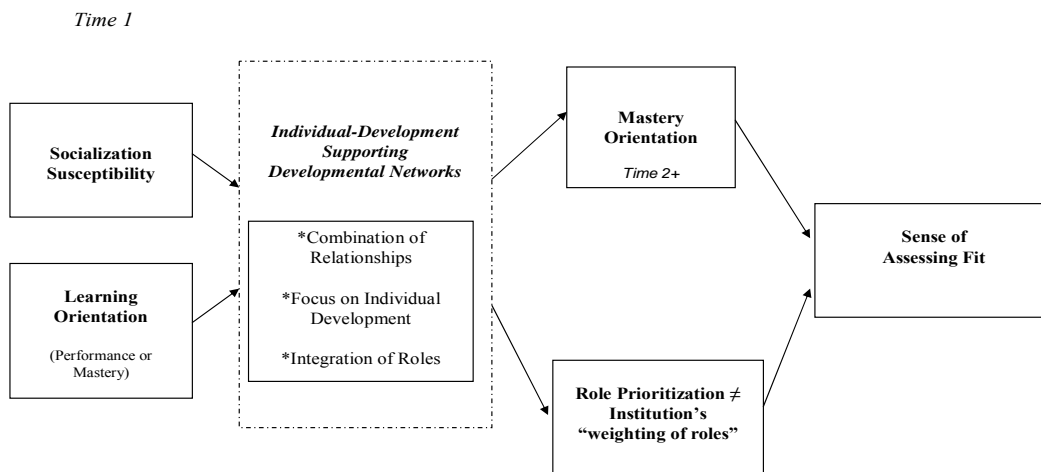 Time 1
Socialization
Susceptibility
Learning
Orientation
(Performance or
Mastery)
Individual-Development
Supporting
Developmental Networks
*Combination of
Relationships
*Focus on Individual
Development
*Integration of Roles
Mastery
Orientation
Time 2+
Role Prioritization ≠
Institution’s
“weighting of roles”
Sense of
Assessing Fit